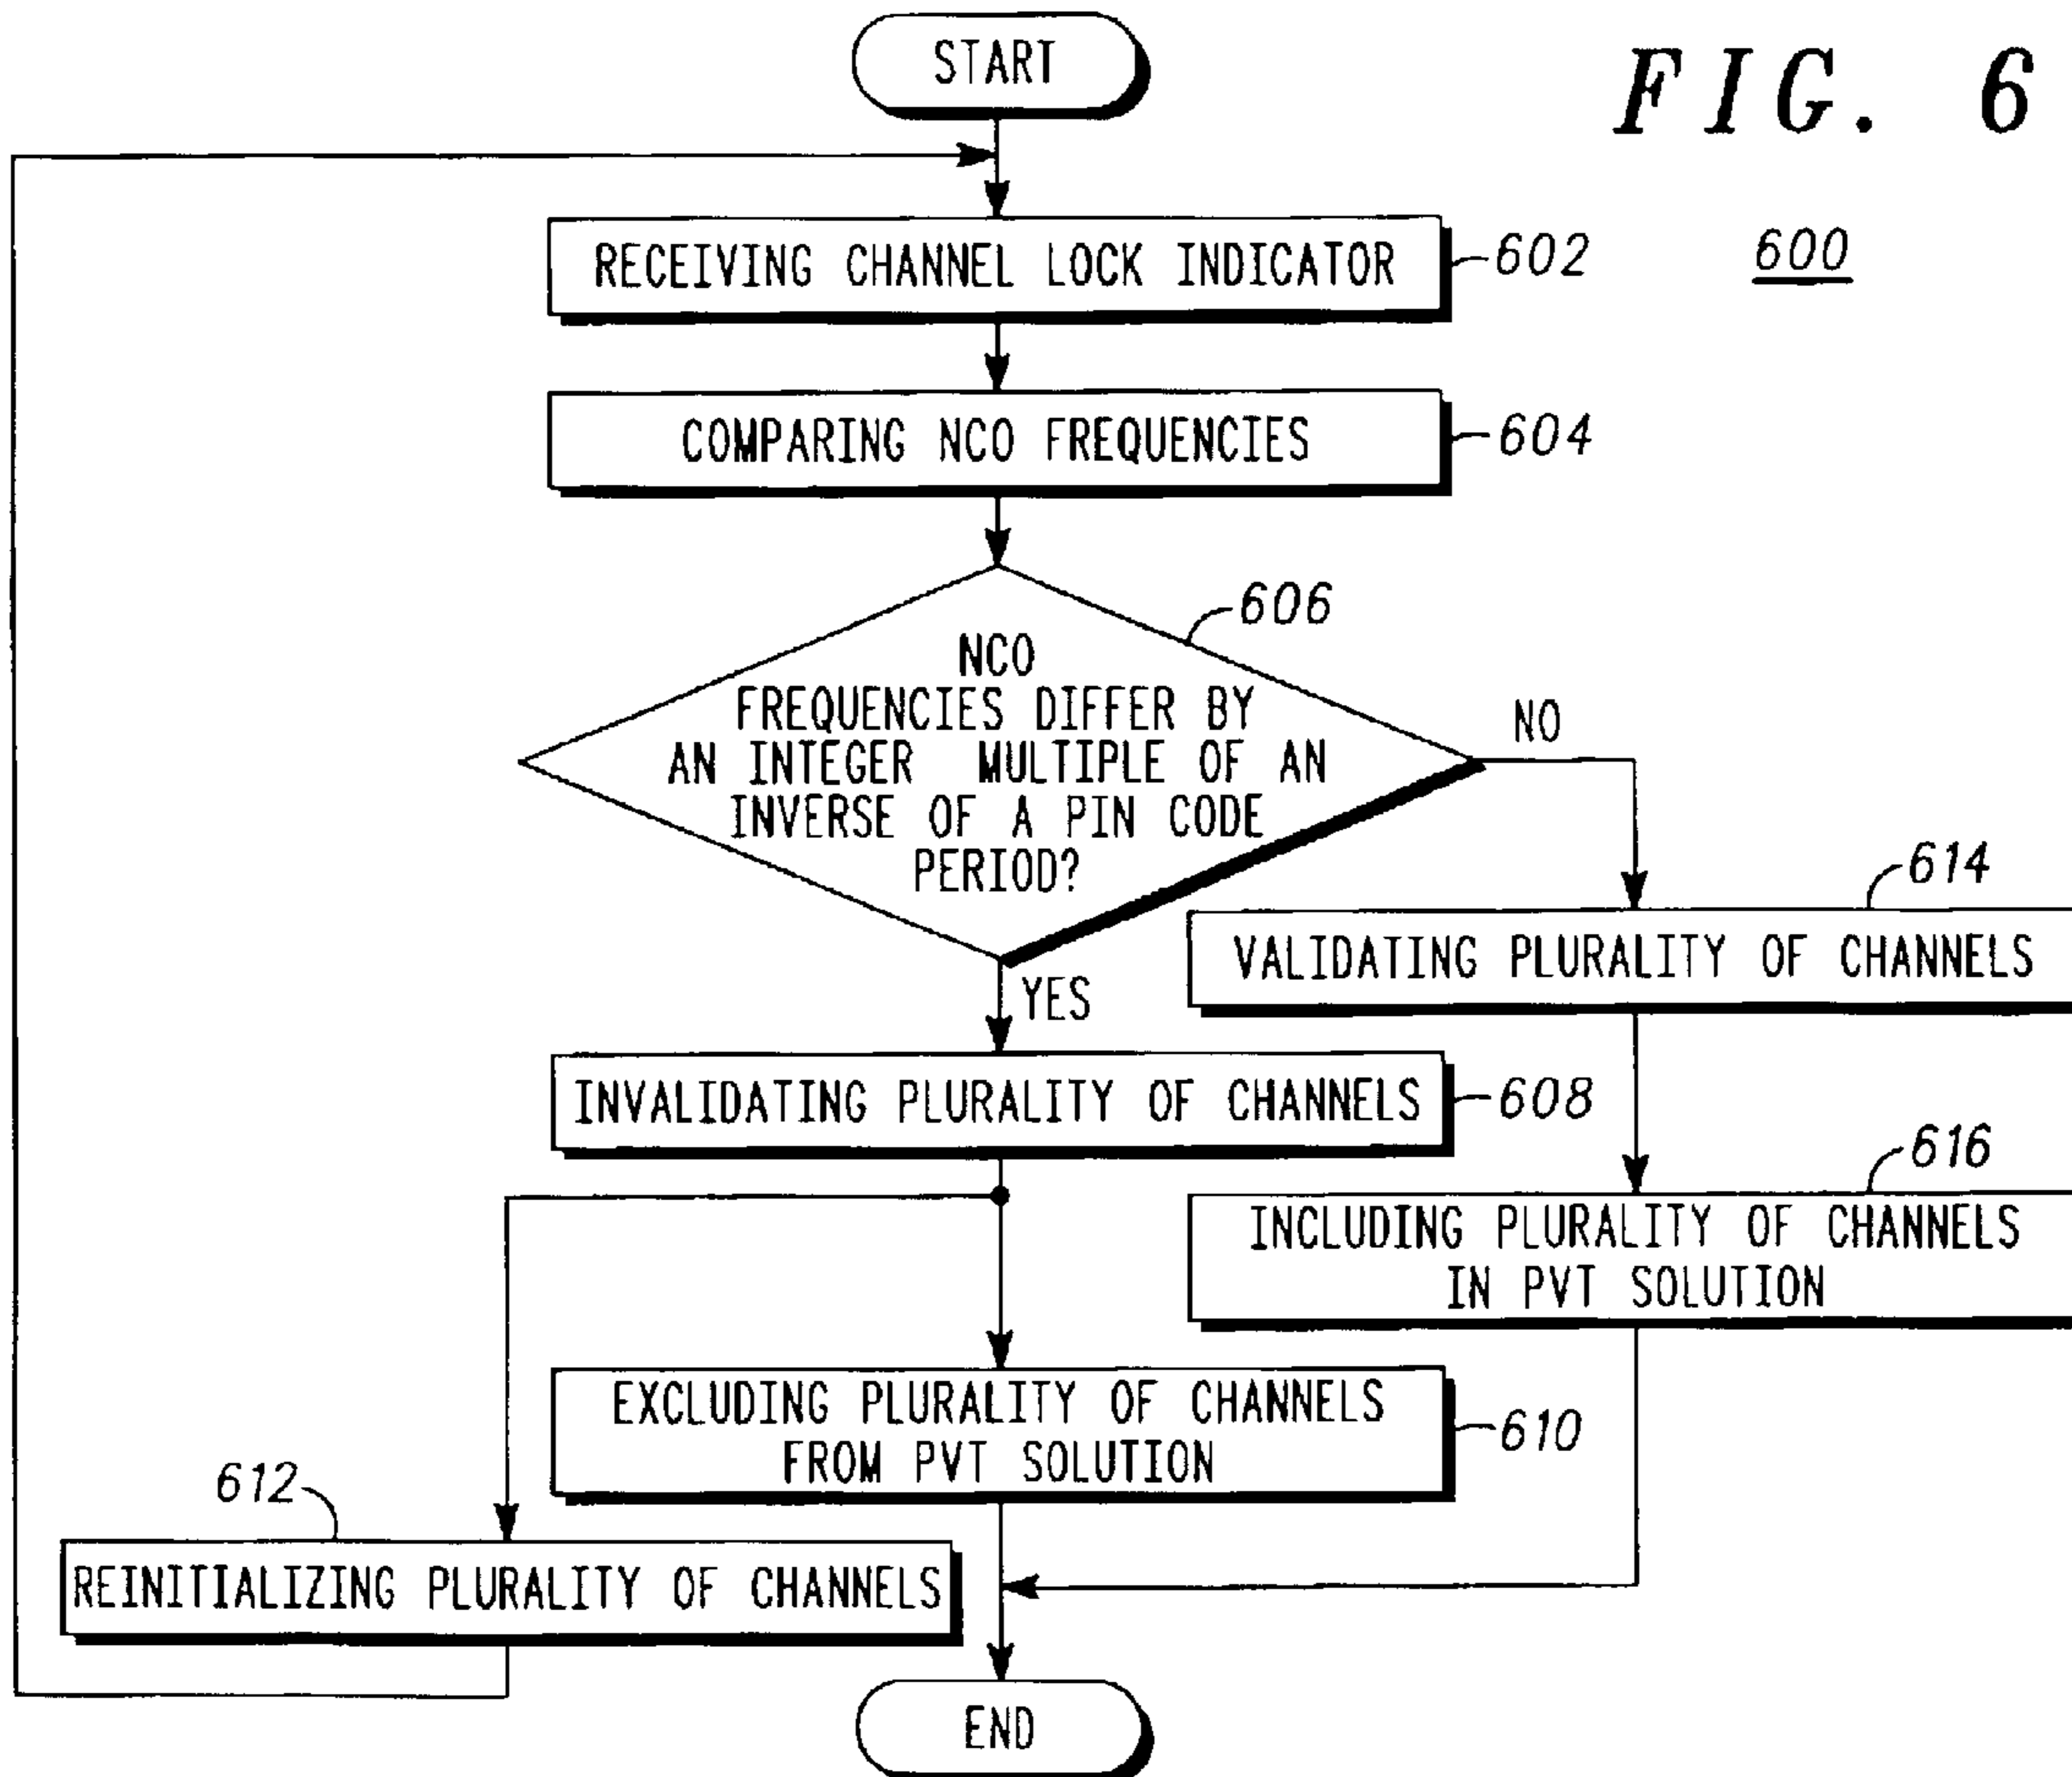 START
FIG. 6
RECEIVING CHANNEL LOCK INDICATOR
602
600
COMPARING NCO FREQUENCIES
604
606
NCO
FREQUENCIES DIFFER BY
AN INTEGER MULTIPLE OF AN
INVERSE OF A PIN CODE
PERIOD?
NO
614
VALIDATING PLURALITY OF CHANNELS
YES
INVALIDATING PLURALITY OF CHANNELS
608
616
INCLUDING PLURALITY OF CHANNELS
IN PVT SOLUTION
EXCLUDING PLURALITY OF CHANNELS
FROM PVT SOLUTION
610
612
REINITIALIZING PLURALITY OF CHANNELS
END